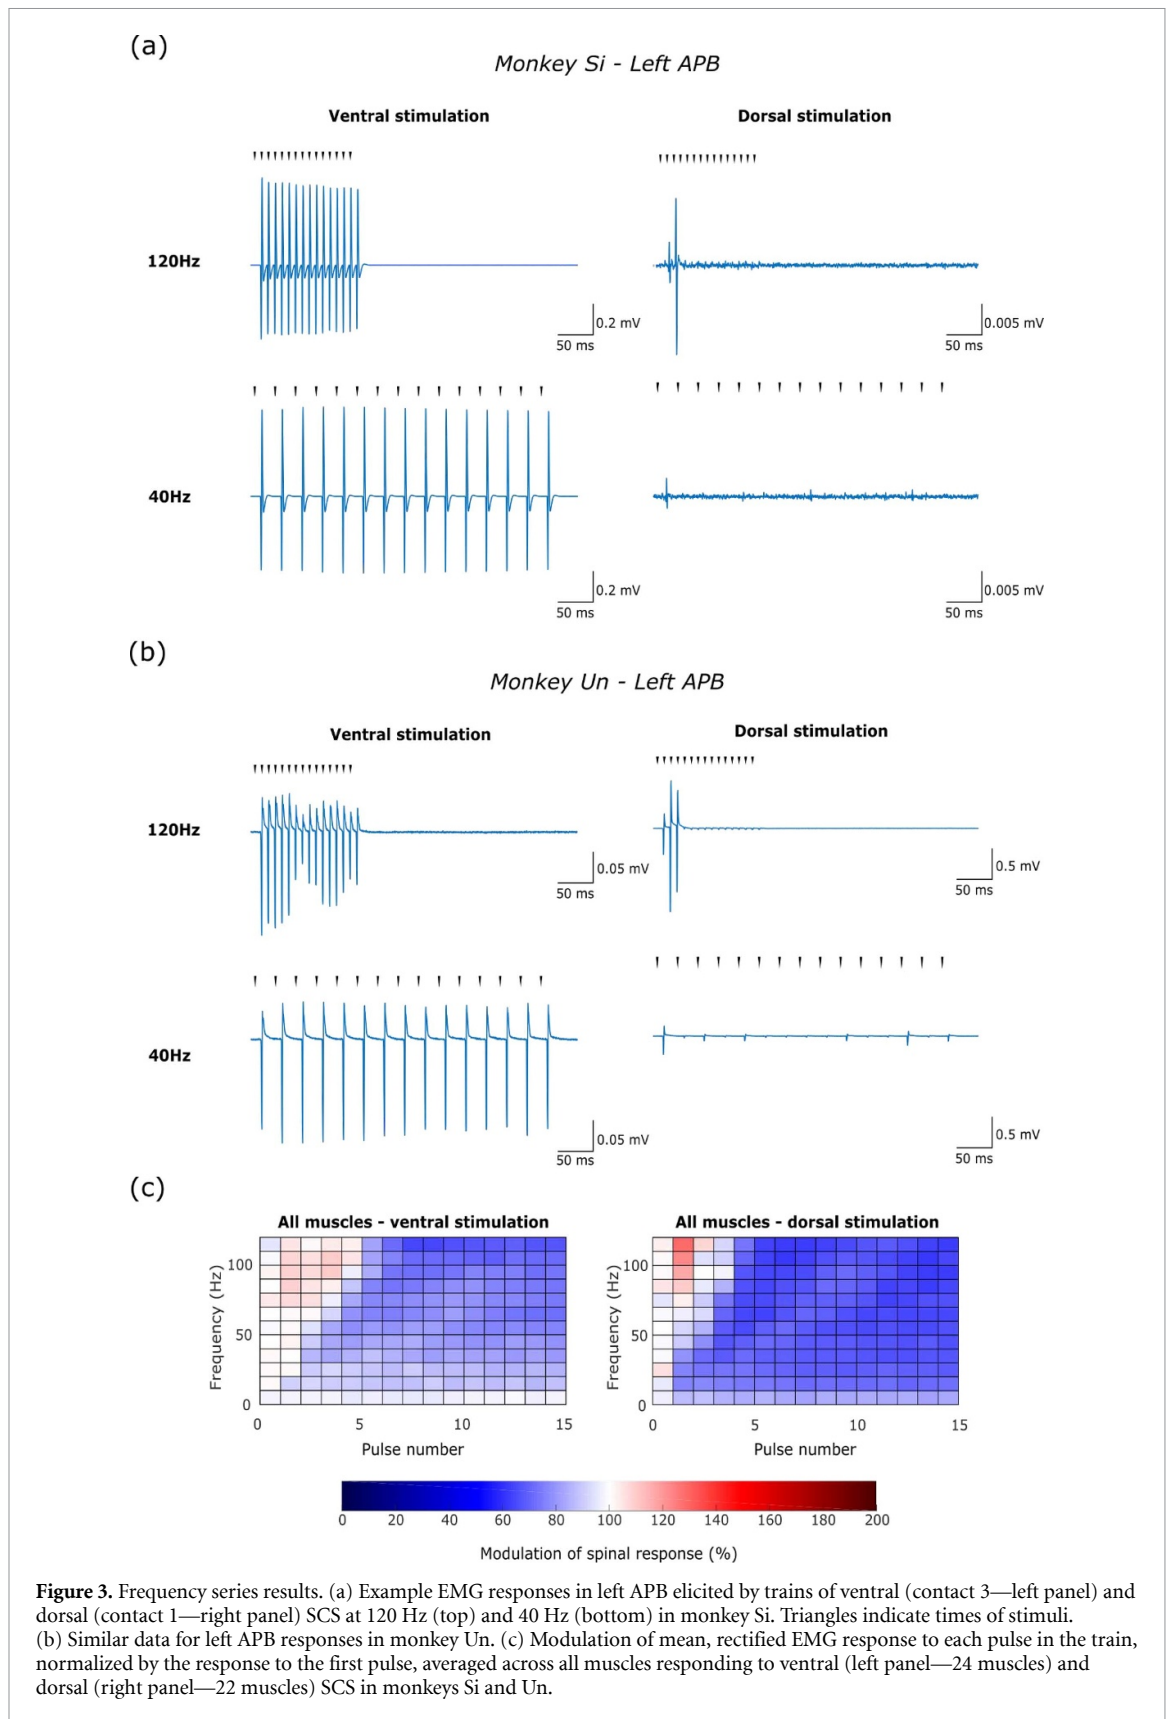 (a)
Monkey Si - Left APB
Ventral stimulation
Dorsal stimulation
120Hz
0.2 mV
50 ms
0.005 mV
50 ms
40Hz
0.2 mV
50 ms
0.005 mV
50 ms
(b)
Monkey Un - Left APB
Ventral stimulation
Dorsal stimulation
120Hz
0.05 mV
50 ms
0.5 mV
50 ms
40Hz
0.05 mV
50 ms
0.5 mV
50 ms
(c)
All muscles - ventral stimulation
Frequency (Hz)
100
50
0
0 5 10 15
Pulse number
All muscles - dorsal stimulation
Frequency (Hz)
100
50
0
0 5 10 15
Pulse number
0 20 40 60 80 100 120 140 160 180 200
Modulation of spinal response (%)
Figure 3. Frequency series results. (a) Example EMG responses in left APB elicited by trains of ventral (contact 3—left panel) and
dorsal (contact 1—right panel) SCS at 120 Hz (top) and 40 Hz (bottom) in monkey Si. Triangles indicate times of stimuli.
(b) Similar data for left APB responses in monkey Un. (c) Modulation of mean, rectified EMG response to each pulse in the train,
normalized by the response to the first pulse, averaged across all muscles responding to ventral (left panel—24 muscles) and
dorsal (right panel—22 muscles) SCS in monkeys Si and Un.